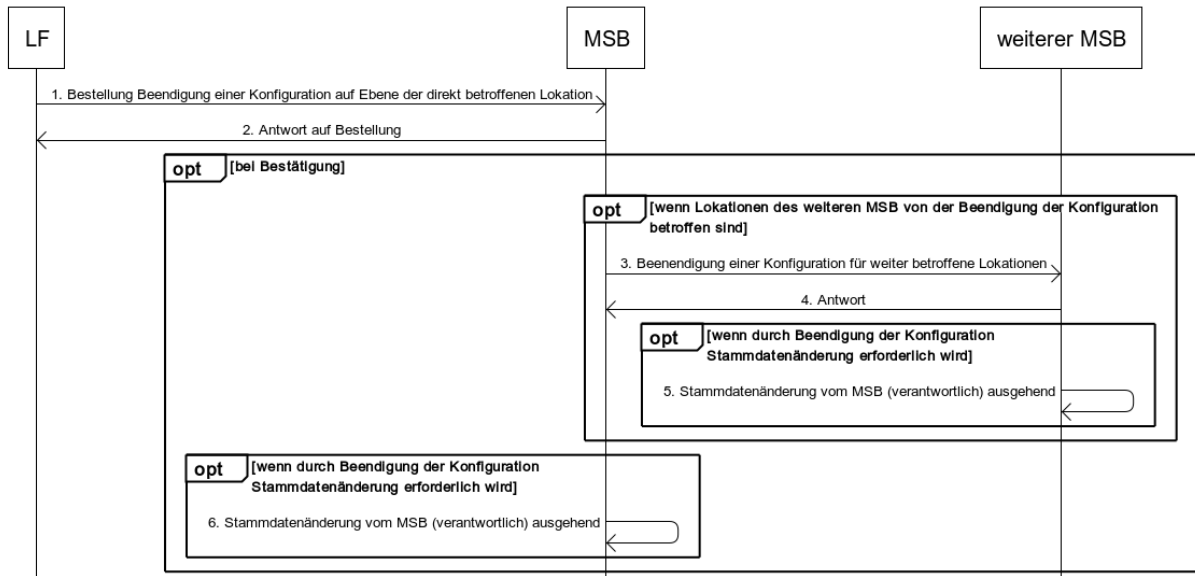 LF
MSB
weiterer MSB
1. Bestellung Beendigung einer Konfiguration auf Ebene der direkt betroffenen Lokation
2. Antwort auf Bestellung
opt
[bei Bestätigung]
opt
[wenn Lokationen des weiteren MSB von der Beendigung der Konfiguration
betroffen sind]
3. Beenendigung einer Konfiguration für weiter betroffene Lokationen
4. Antwort
opt
[wenn durch Beendigung der Konfiguration
Stammdatenänderung erforderlich wird]
5. Stammdatenänderung vom MSB (verantwortlich) ausgehend
opt
[wenn durch Beendigung der Konfiguration
Stammdatenänderung erforderlich wird]
6. Stammdatenänderung vom MSB (verantwortlich) ausgehend